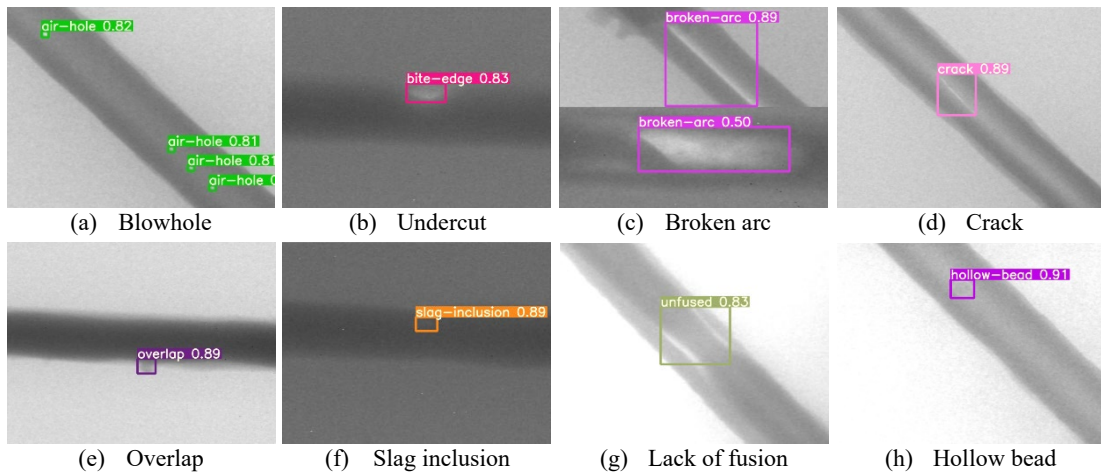 air-hole 0.82
air-hole 0.81
air-hole 0.81
air-hole
bite-edge 0.83
broken-arc 0.89
broken-arc 0.50
crack 0.89
(a) Blowhole
(b) Undercut
(c) Broken arc
(d) Crack
overlap 0.89
slag-inclusion 0.89
unfused 0.83
hollow-bead 0.91
(e) Overlap
(f) Slag inclusion
(g) Lack of fusion
(h) Hollow bead